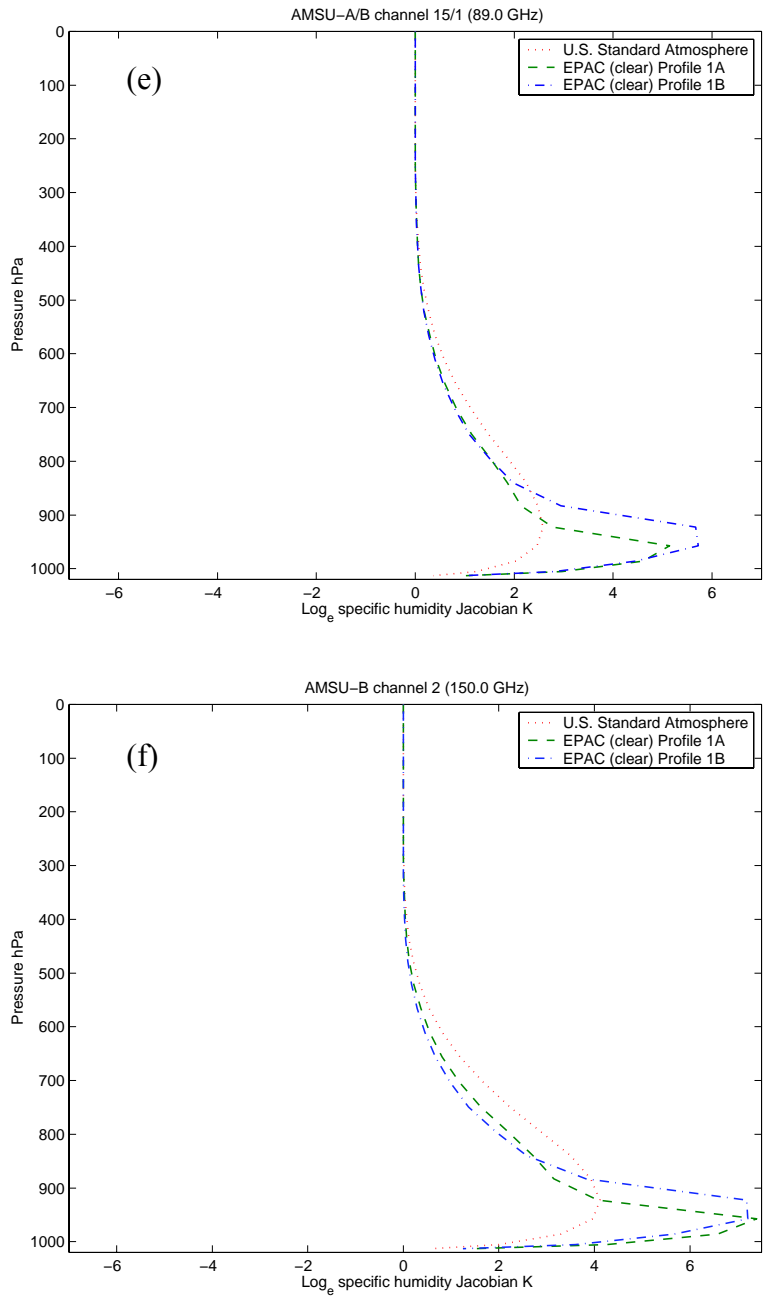 AMSU−A/B channel 15/1 (89.0 GHz)
(e)
U.S. Standard Atmosphere
EPAC (clear) Profile 1A
EPAC (clear) Profile 1B
0
100
200
300
400
500
600
700
800
900
1000
Pressure hPa
−6 −4 −2 0 2 4 6
Log_e specific humidity Jacobian K
AMSU−B channel 2 (150.0 GHz)
(f)
U.S. Standard Atmosphere
EPAC (clear) Profile 1A
EPAC (clear) Profile 1B
0
100
200
300
400
500
600
700
800
900
1000
Pressure hPa
−6 −4 −2 0 2 4 6
Log_e specific humidity Jacobian K